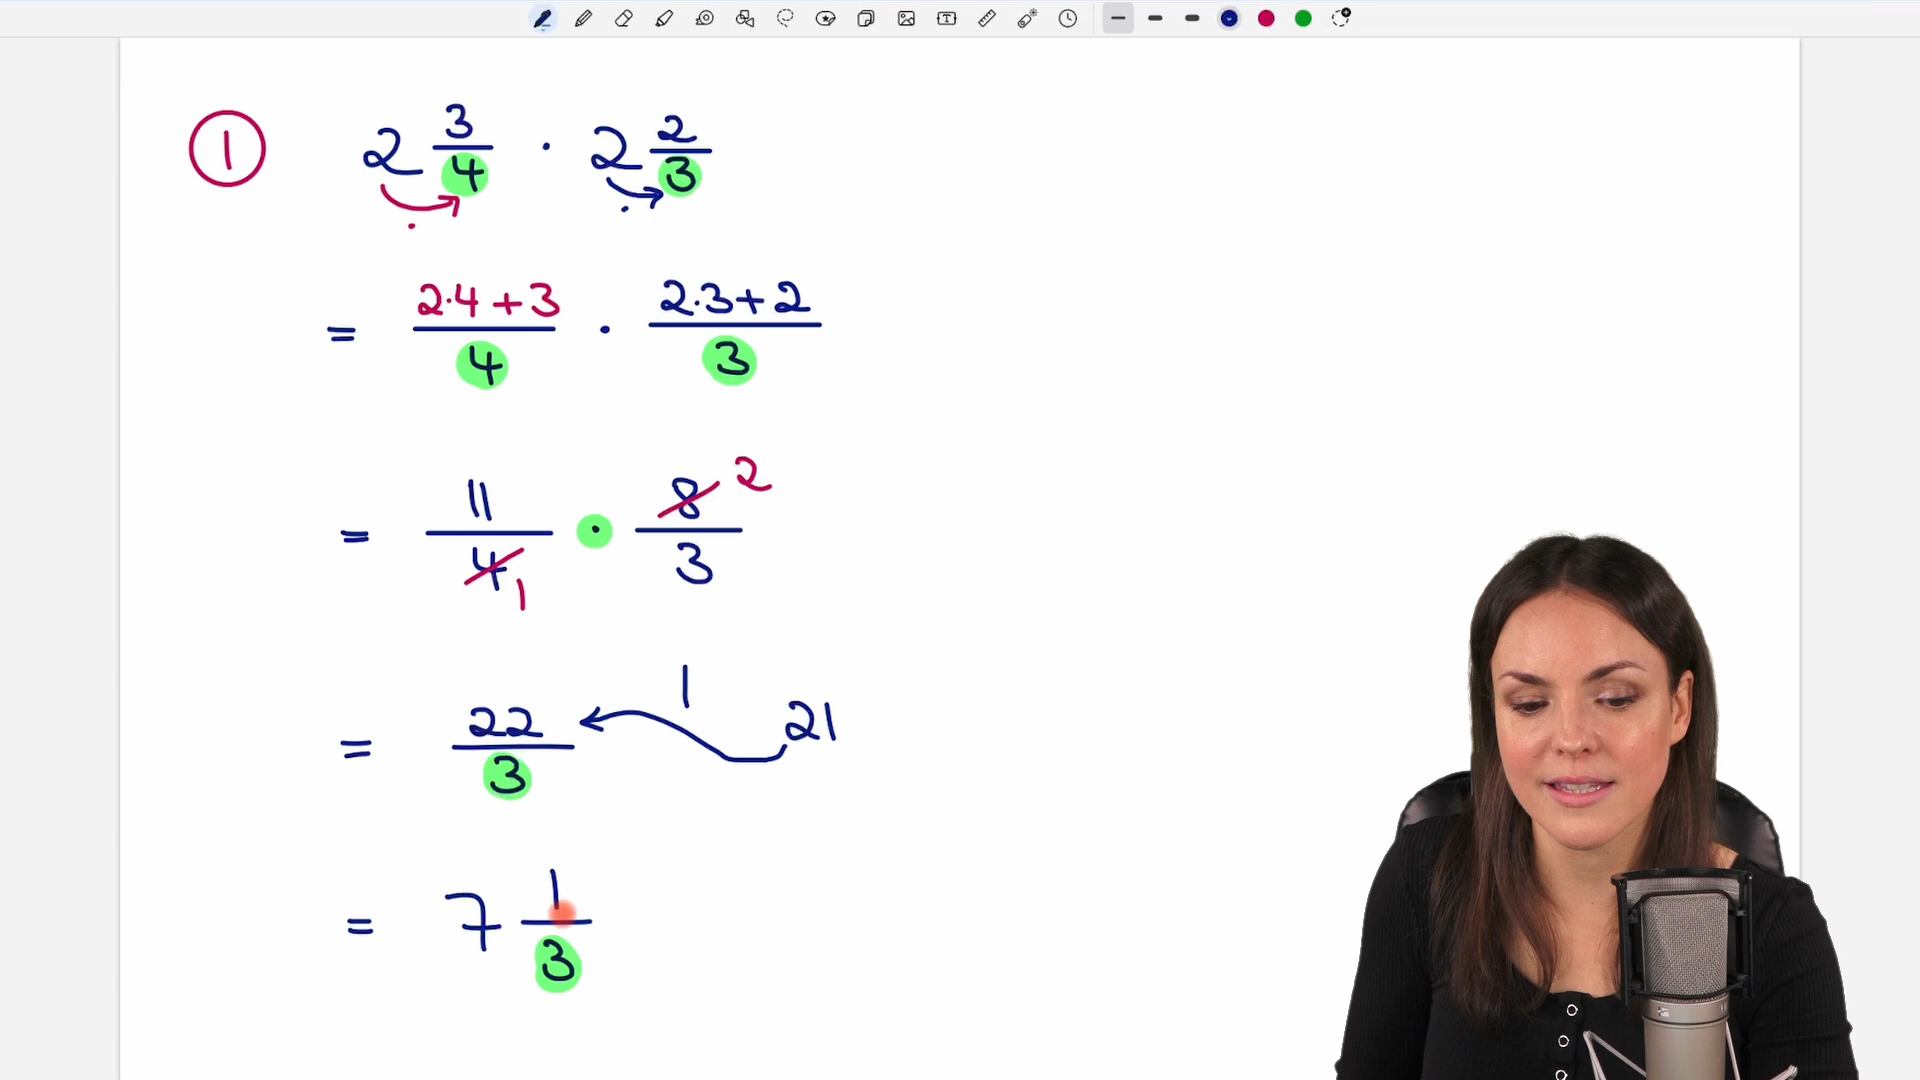 ① 2 3/4 · 2 2/3
·
·
= 2·4+3/4 · 2·3+2/3
= 11/4 1 · 8/3 2
= 22/3 1 21
= 7 1/3